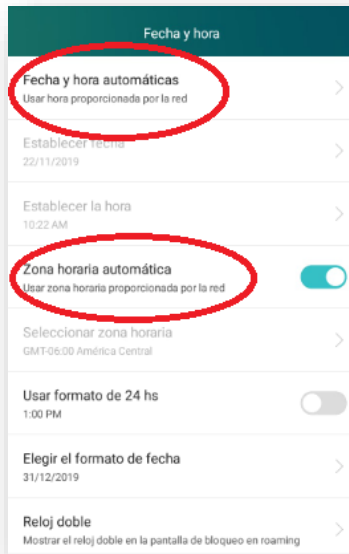 Fecha y hora
Fecha y hora automáticas
Usar hora proporcionada por la red
Establecer fecha
22/11/2019
Establecer la hora
10:22 AM
Zona horaria automática
Usar zona horaria proporcionada por la red
Seleccionar zona horaria
GMT-06:00 América Central
Usar formato de 24 hs
1:00 PM
Elegir el formato de fecha
31/12/2019
Reloj doble
Mostrar el reloj doble en la pantalla de bloqueo en roaming